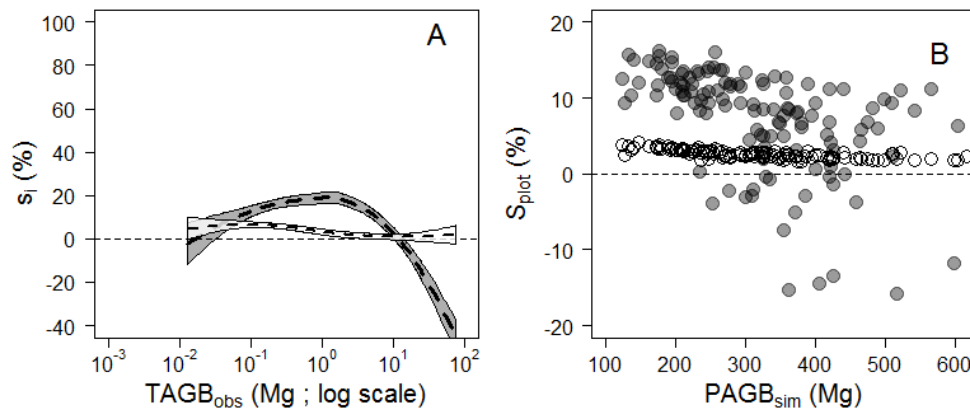 A
100
80
60
40
20
0
-20
-40
s_i (%)
10^-3 10^-2 10^-1 10^0 10^1 10^2
TAGB_obs (Mg ; log scale)
B
20
10
0
-10
-20
S_plot (%)
100 200 300 400 500 600
PAGB_sim (Mg)